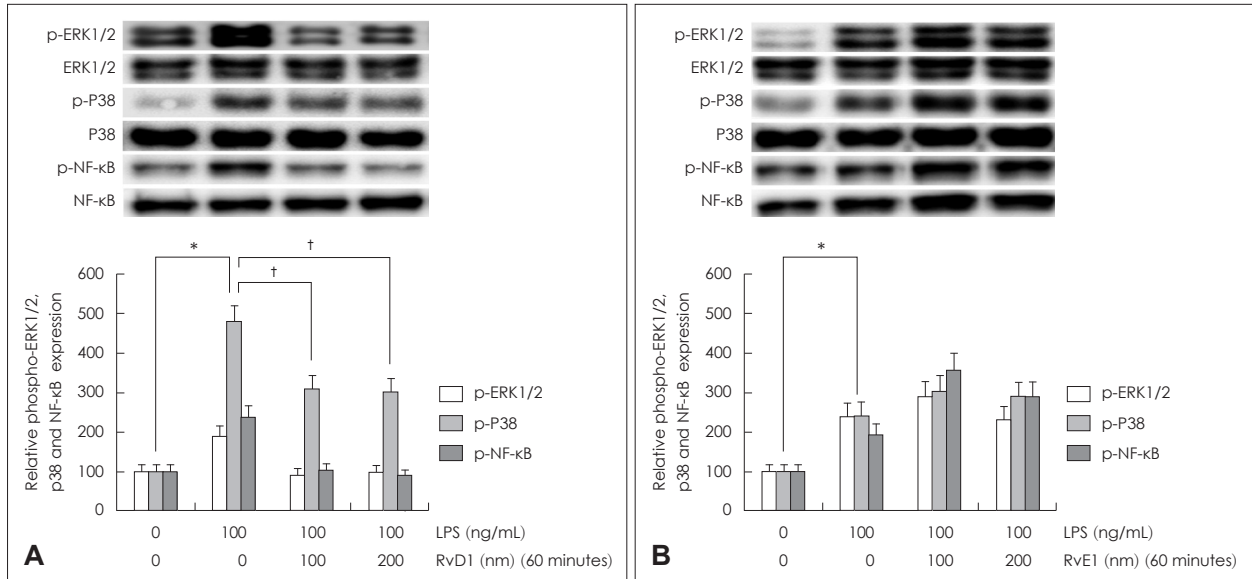 p-ERK1/2
ERK1/2
p-P38
P38
p-NF-κB
NF-κB
*
†
†
Relative phospho-ERK1/2,
p38 and NF-κB expression
600
500
400
300
200
100
0
p-ERK1/2
p-P38
p-NF-κB
0 100 100 100 LPS (ng/mL)
0 0 100 200 RvD1 (nm) (60 minutes)
A
p-ERK1/2
ERK1/2
p-P38
P38
p-NF-κB
NF-κB
*
Relative phospho-ERK1/2,
p38 and NF-κB expression
600
500
400
300
200
100
0
p-ERK1/2
p-P38
p-NF-κB
0 100 100 100 LPS (ng/mL)
0 0 100 200 RvE1 (nm) (60 minutes)
B